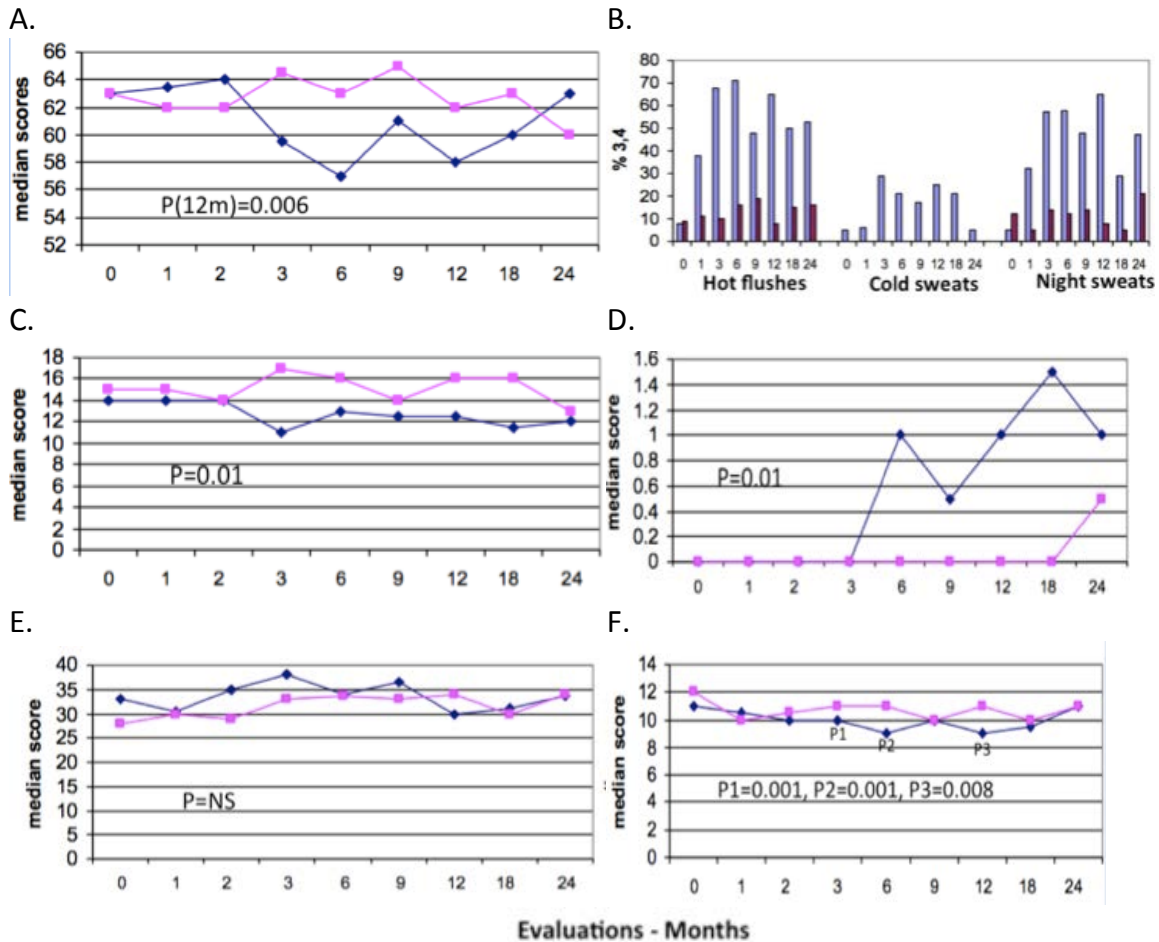 A.
median scores
66
64
62
60
58
56
54
52
P(12m)=0.006
0 1 2 3 6 9 12 18 24
B.
% 3,4
80
70
60
50
40
30
20
10
0
0 1 3 6 9 12 18 24 0 1 3 6 9 12 18 24 0 1 3 6 9 12 18 24
Hot flushes Cold sweats Night sweats
C.
median score
18
16
14
12
10
8
6
4
2
0
P=0.01
0 1 2 3 6 9 12 18 24
D.
median score
1.6
1.4
1.2
1
0.8
0.6
0.4
0.2
0
P=0.01
0 1 2 3 6 9 12 18 24
E.
median score
40
35
30
25
20
15
10
5
0
P=NS
0 1 2 3 6 9 12 18 24
F.
median score
14
12
10
8
6
4
2
0
P1 P2 P3
P1=0.001, P2=0.001, P3=0.008
0 1 2 3 6 9 12 18 24
Evaluations - Months